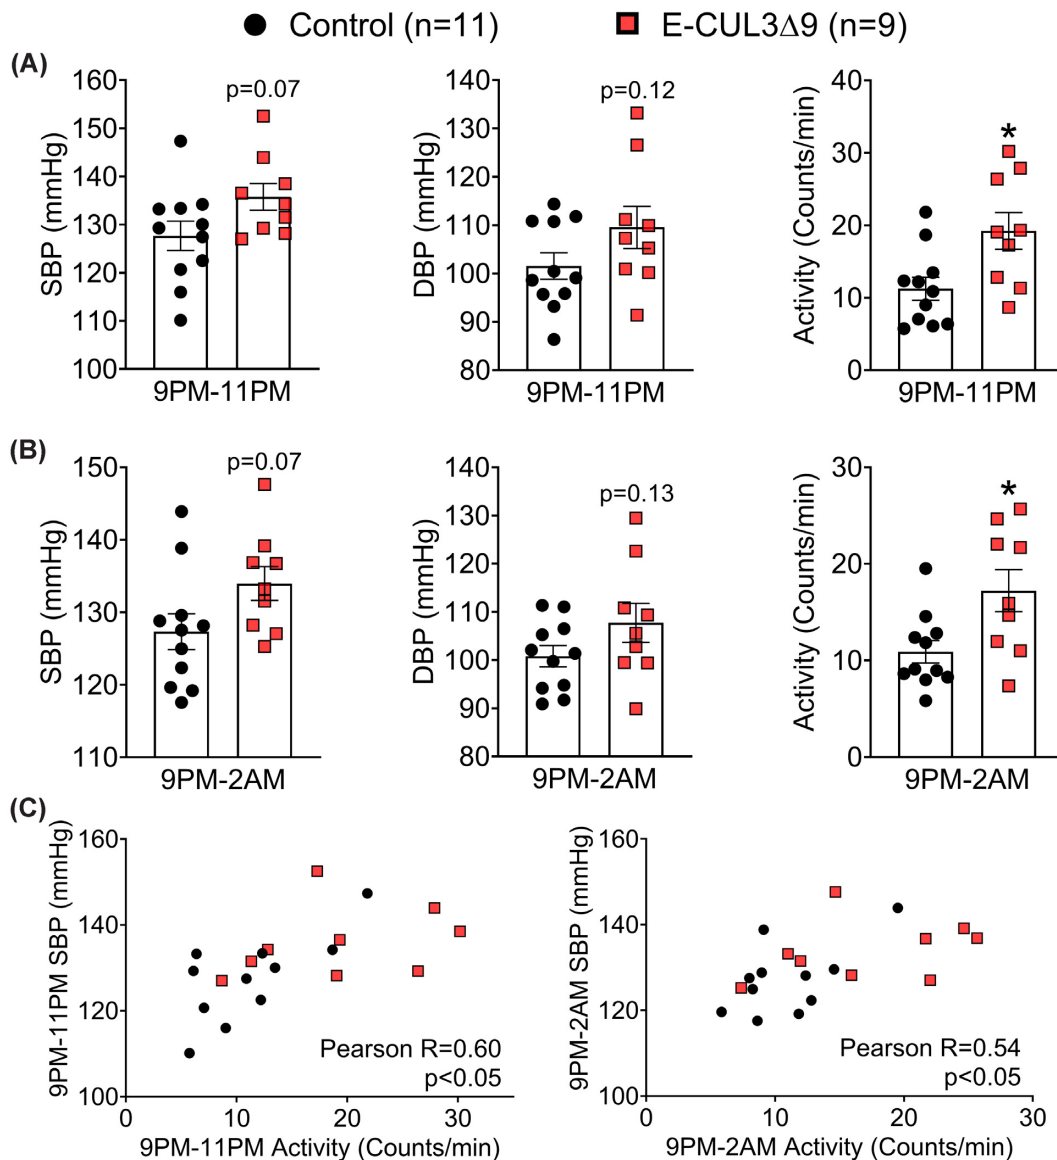 Control (n=11) E-CUL3Δ9 (n=9)
(A)
SBP (mmHg)
160
150
140
130
120
110
100
p=0.07
9PM-11PM
DBP (mmHg)
140
130
120
110
100
90
80
p=0.12
9PM-11PM
Activity (Counts/min)
40
30
20
10
0
*
9PM-11PM
(B)
SBP (mmHg)
150
140
130
120
110
p=0.07
9PM-2AM
DBP (mmHg)
140
130
120
110
100
90
80
p=0.13
9PM-2AM
Activity (Counts/min)
30
20
10
0
*
9PM-2AM
(C)
9PM-11PM SBP (mmHg)
160
140
120
100
Pearson R=0.60
p<0.05
0 10 20 30
9PM-11PM Activity (Counts/min)
9PM-2AM SBP (mmHg)
160
140
120
100
Pearson R=0.54
p<0.05
0 10 20 30
9PM-2AM Activity (Counts/min)